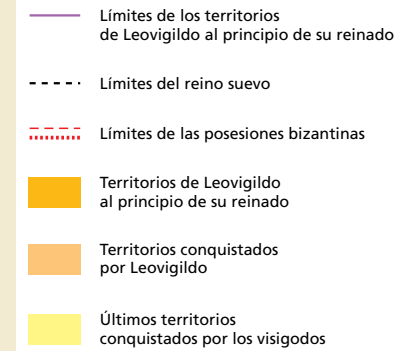 Límites de los territorios
de Leovigildo al principio de su reinado
Límites del reino suevo
Límites de las posesiones bizantinas
Territorios de Leovigildo
al principio de su reinado
Territorios conquistados
por Leovigildo
Últimos territorios
conquistados por los visigodos